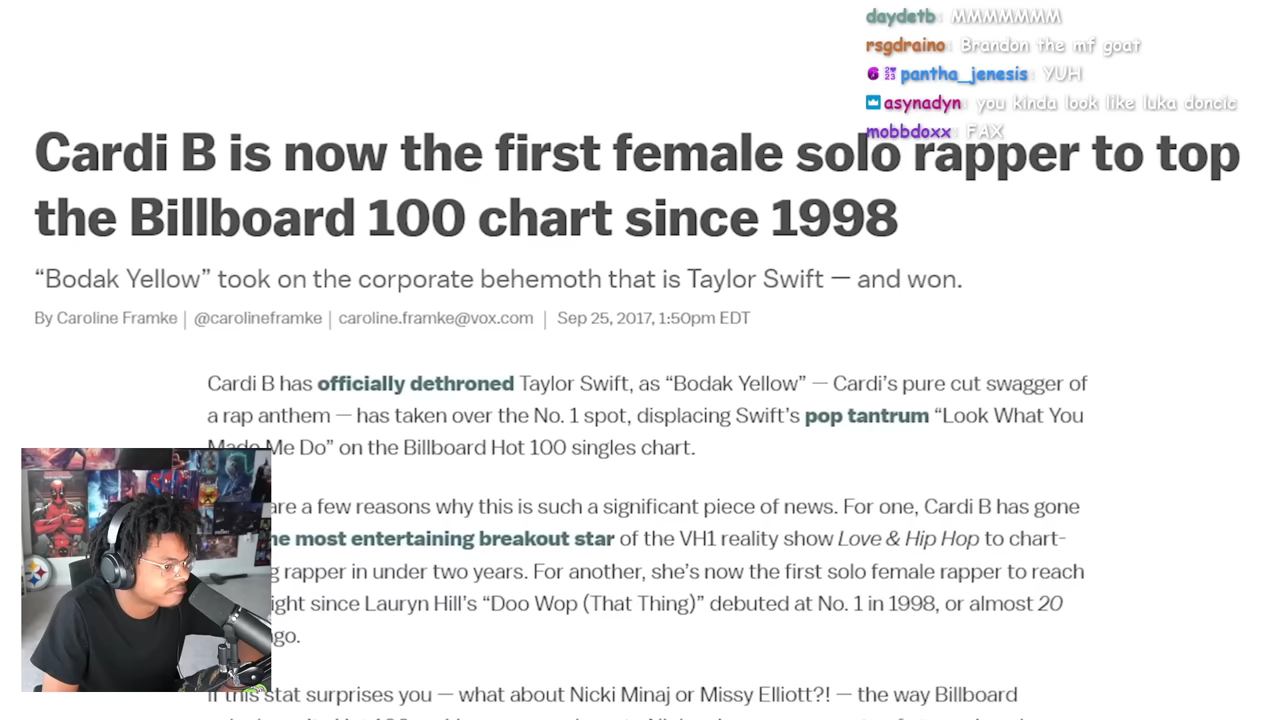 daydetb: MMMMMMM
rsgdraino: Brandon the mf goat
pantha_jenesis: YUH
asynadyn: you kinda look like luka doncic
mobbdoxx: FAX
Cardi B is now the first female solo rapper to top
the Billboard 100 chart since 1998
“Bodak Yellow” took on the corporate behemoth that is Taylor Swift — and won.
By Caroline Framke | @carolineframke | caroline.framke@vox.com | Sep 25, 2017, 1:50pm EDT
Cardi B has officially dethroned Taylor Swift, as “Bodak Yellow” — Cardi’s pure cut swagger of
a rap anthem — has taken over the No. 1 spot, displacing Swift’s pop tantrum “Look What You
Made Me Do” on the Billboard Hot 100 singles chart.
are a few reasons why this is such a significant piece of news. For one, Cardi B has gone
most entertaining breakout star of the VH1 reality show Love & Hip Hop to chart-
rapper in under two years. For another, she’s now the first solo female rapper to reach
since Lauryn Hill’s “Doo Wop (That Thing)” debuted at No. 1 in 1998, or almost 20
If this stat surprises you — what about Nicki Minaj or Missy Elliott?! — the way Billboard